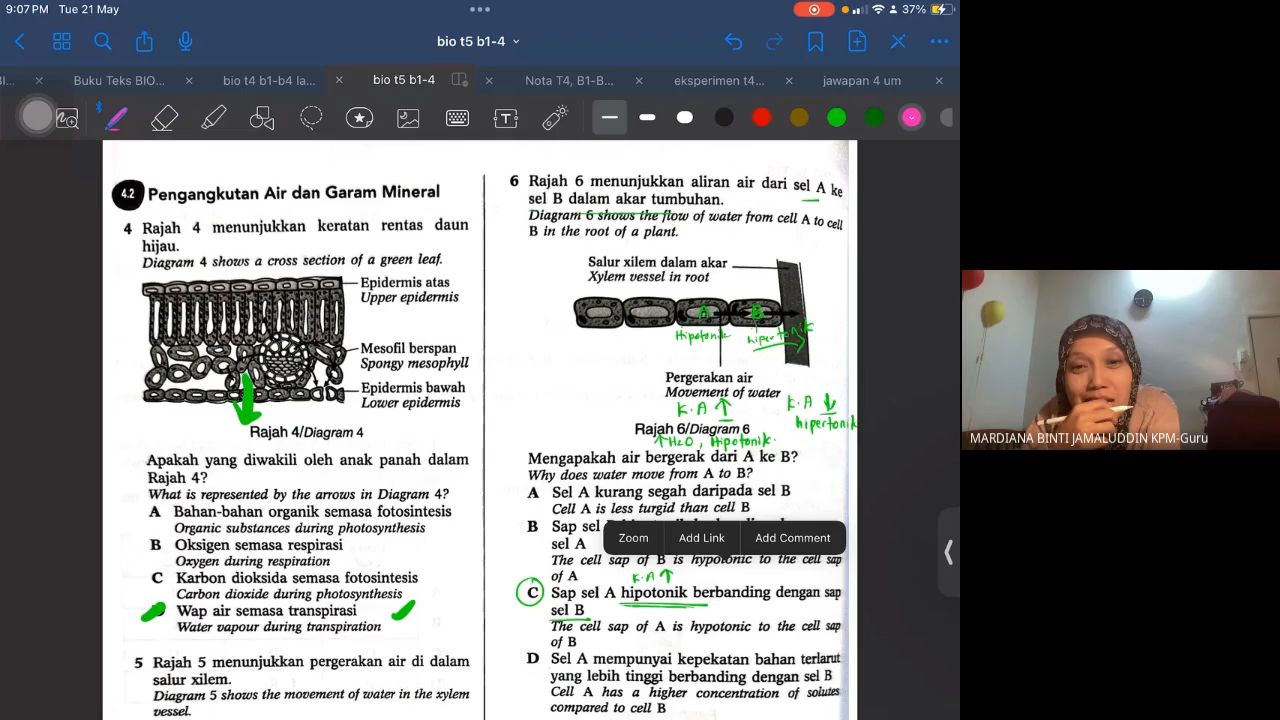 9:07 PM Tue 21 May
37%
bio t5 b1-4
Buku Teks BIO...
bio t4 b1-b4 la...
bio t5 b1-4
Nota T4, B1-B...
eksperimen t4...
jawapan 4 um
4.2 Pengangkutan Air dan Garam Mineral
4 Rajah 4 menunjukkan keratan rentas daun
hijau.
Diagram 4 shows a cross section of a green leaf.
Epidermis atas
Upper epidermis
Mesofil berspan
Spongy mesophyll
Epidermis bawah
Lower epidermis
Rajah 4/Diagram 4
Apakah yang diwakili oleh anak panah dalam
Rajah 4?
What is represented by the arrows in Diagram 4?
A Bahan-bahan organik semasa fotosintesis
Organic substances during photosynthesis
B Oksigen semasa respirasi
Oxygen during respiration
C Karbon dioksida semasa fotosintesis
Carbon dioxide during photosynthesis
Wap air semasa transpirasi
Water vapour during transpiration
5 Rajah 5 menunjukkan pergerakan air di dalam
salur xilem.
Diagram 5 shows the movement of water in the xylem
vessel.
6 Rajah 6 menunjukkan aliran air dari sel A ke
sel B dalam akar tumbuhan.
Diagram 6 shows the flow of water from cell A to cell
B in the root of a plant.
Salur xilem dalam akar
Xylem vessel in root
A B
Hipotonik hipertonik
Pergerakan air
Movement of water
K.A ↑ K.A ↓
hipertonik
Rajah 6/Diagram 6
↑ H2O, Hipotonik.
Mengapakah air bergerak dari A ke B?
Why does water move from A to B?
A Sel A kurang segah daripada sel B
Cell A is less turgid than cell B
B Sap sel
sel A
Zoom Add Link Add Comment
The cell sap of B is hypotonic to the cell sap
of A
K.A ↑
C Sap sel A hipotonik berbanding dengan sap
sel B
The cell sap of A is hypotonic to the cell sap
of B
D Sel A mempunyai kepekatan bahan terlarut
yang lebih tinggi berbanding dengan sel B
Cell A has a higher concentration of solutes
compared to cell B
MARDIANA BINTI JAMALUDDIN KPM-Guru